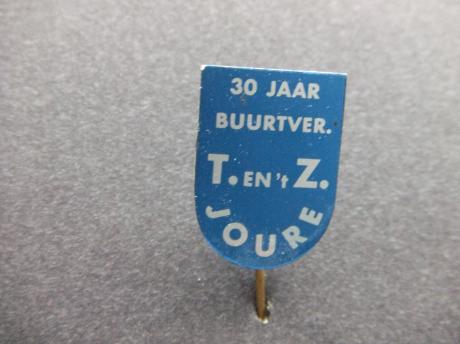 30 JAAR
BUURTVER.
T. EN 't Z.
JOURE